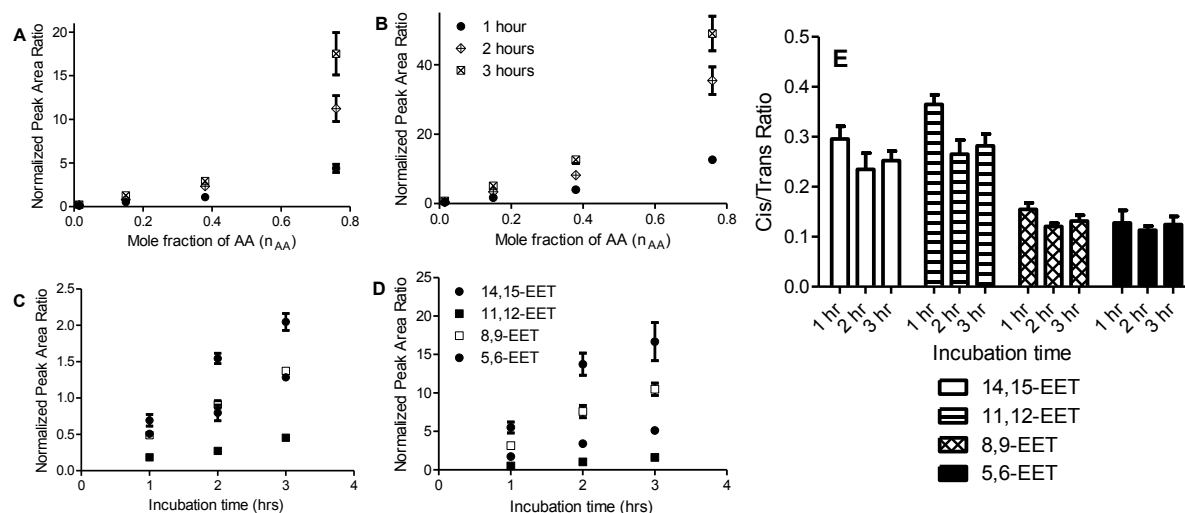 A
Normalized Peak Area Ratio
20
15
10
5
0
0.0 0.2 0.4 0.6 0.8
Mole fraction of AA (nAA)
B
Normalized Peak Area Ratio
40
20
0
0.0 0.2 0.4 0.6 0.8
Mole fraction of AA (nAA)
1 hour
2 hours
3 hours
C
Normalized Peak Area Ratio
2.5
2.0
1.5
1.0
0.5
0.0
0 1 2 3 4
Incubation time (hrs)
D
Normalized Peak Area Ratio
25
20
15
10
5
0
0 1 2 3 4
Incubation time (hrs)
14,15-EET
11,12-EET
8,9-EET
5,6-EET
E
Cis/Trans Ratio
0.5
0.4
0.3
0.2
0.1
0.0
1 hr 2 hr 3 hr 1 hr 2 hr 3 hr 1 hr 2 hr 3 hr 1 hr 2 hr 3 hr
Incubation time
14,15-EET
11,12-EET
8,9-EET
5,6-EET